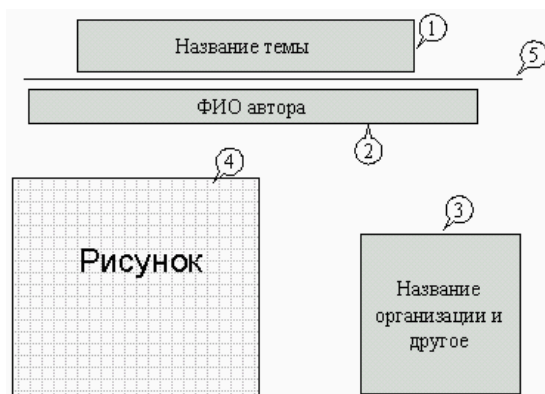 Название темы
1
5
ФИО автора
2
4
3
Рисунок
Название
организации и
другое